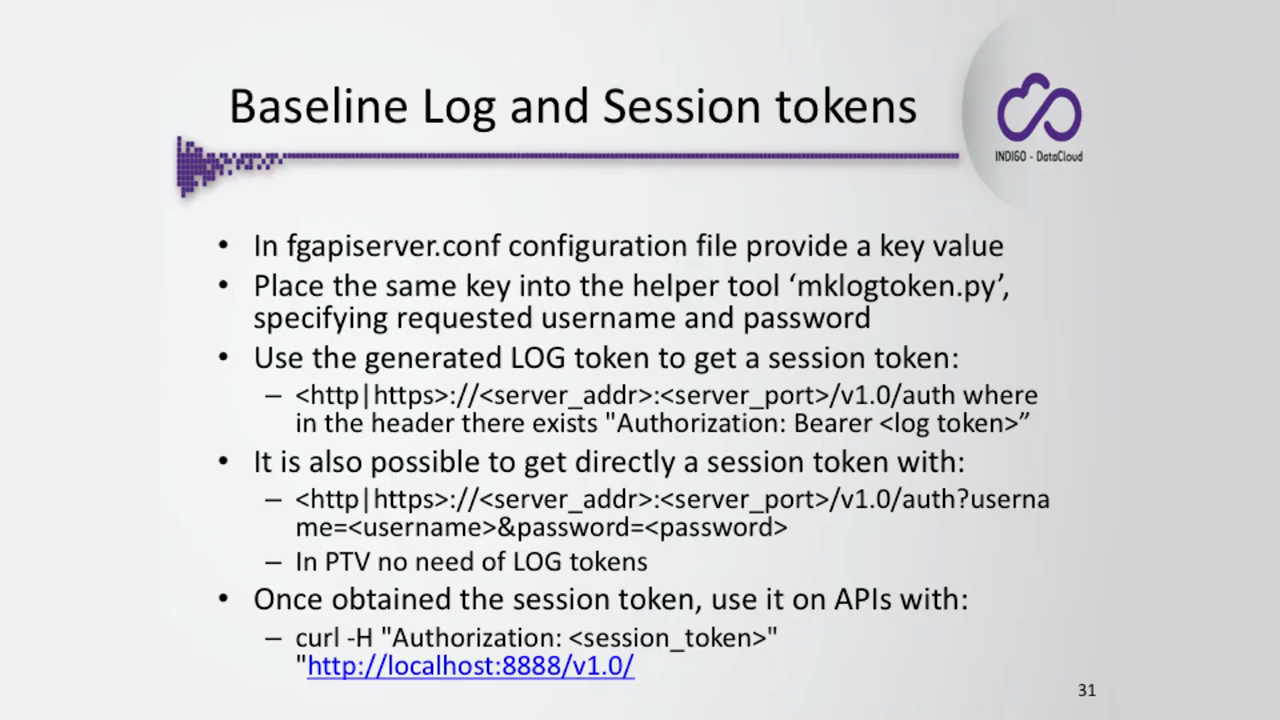 Baseline Log and Session tokens
INDIGO - DataCloud
• In fgapiserver.conf configuration file provide a key value
• Place the same key into the helper tool ‘mklogtoken.py’,
specifying requested username and password
• Use the generated LOG token to get a session token:
– <http|https>://<server_addr>:<server_port>/v1.0/auth where
in the header there exists "Authorization: Bearer <log token>”
• It is also possible to get directly a session token with:
– <http|https>://<server_addr>:<server_port>/v1.0/auth?userna
me=<username>&password=<password>
– In PTV no need of LOG tokens
• Once obtained the session token, use it on APIs with:
– curl -H "Authorization: <session_token>"
"http://localhost:8888/v1.0/
31